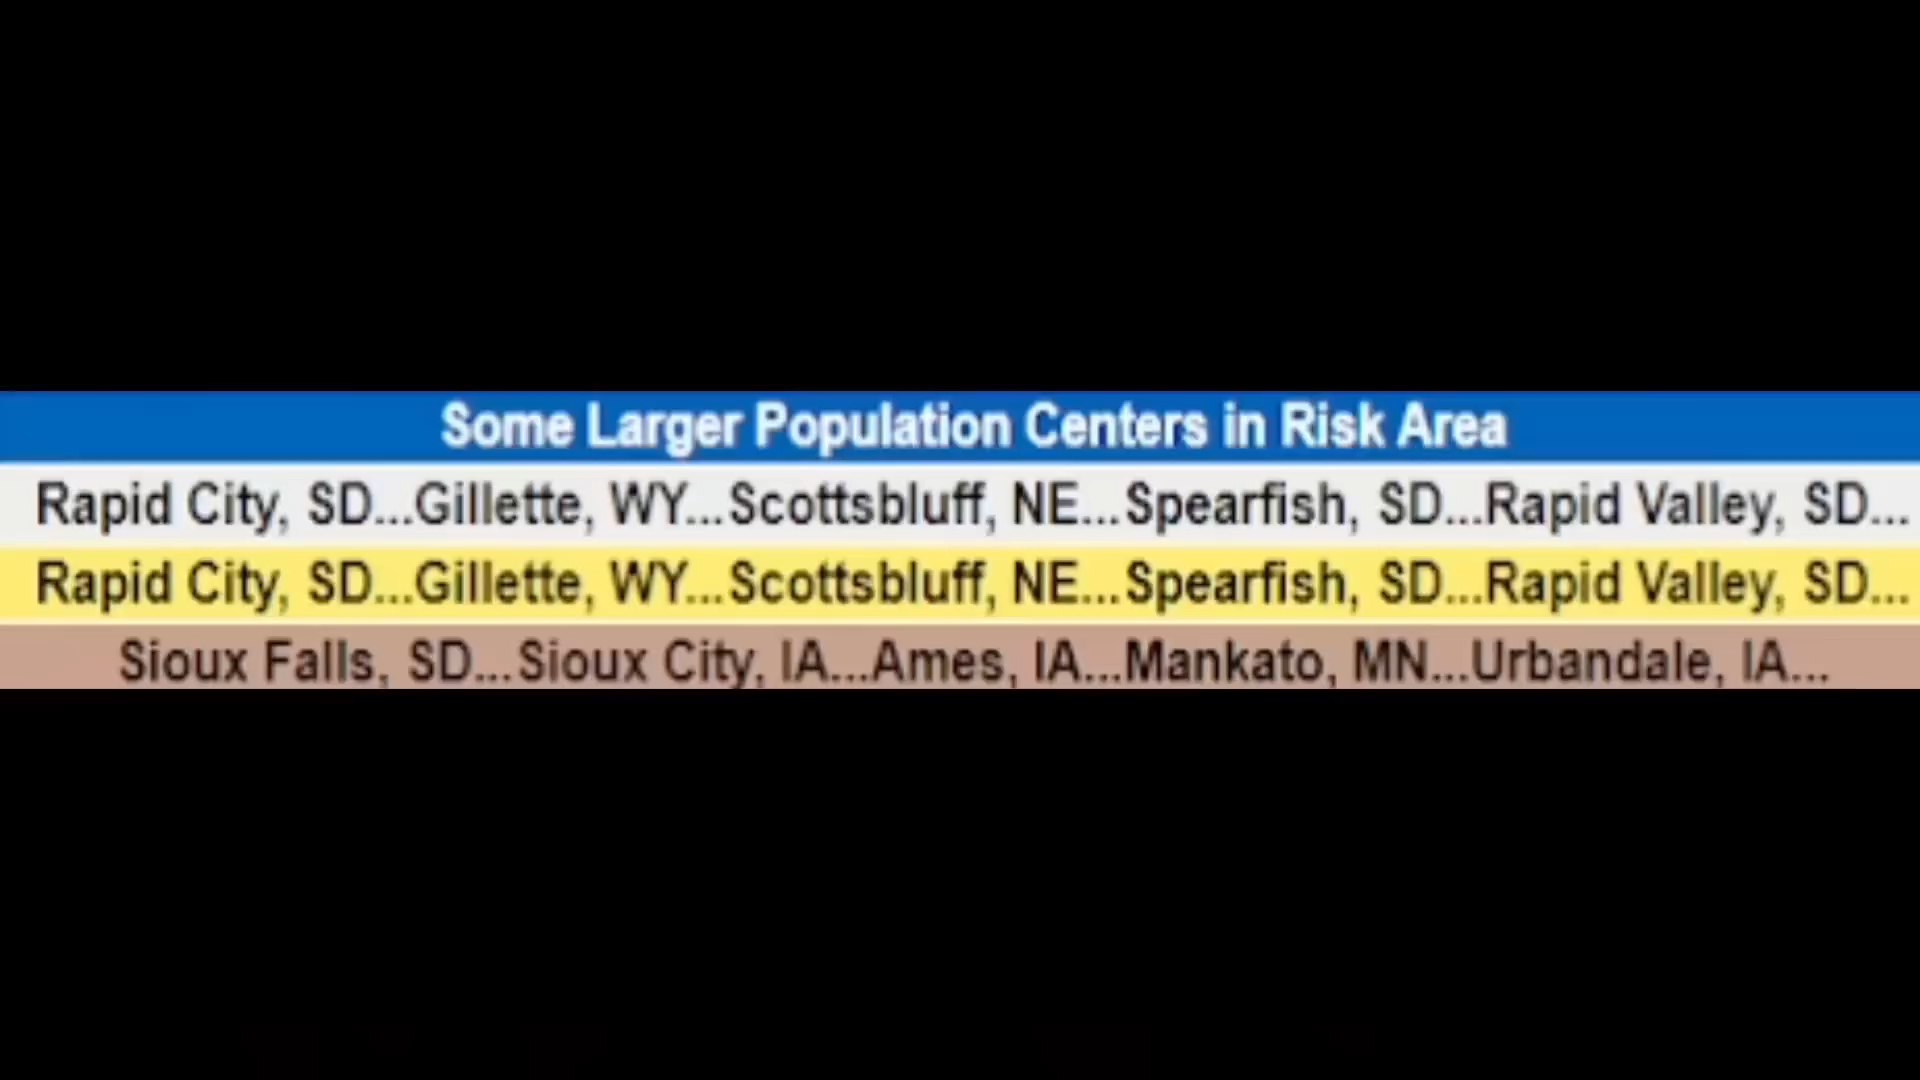 Some Larger Population Centers in Risk Area
Rapid City, SD...Gillette, WY...Scottsbluff, NE...Spearfish, SD...Rapid Valley, SD...
Rapid City, SD...Gillette, WY...Scottsbluff, NE...Spearfish, SD...Rapid Valley, SD...
Sioux Falls, SD...Sioux City, IA...Ames, IA...Mankato, MN...Urbandale, IA...